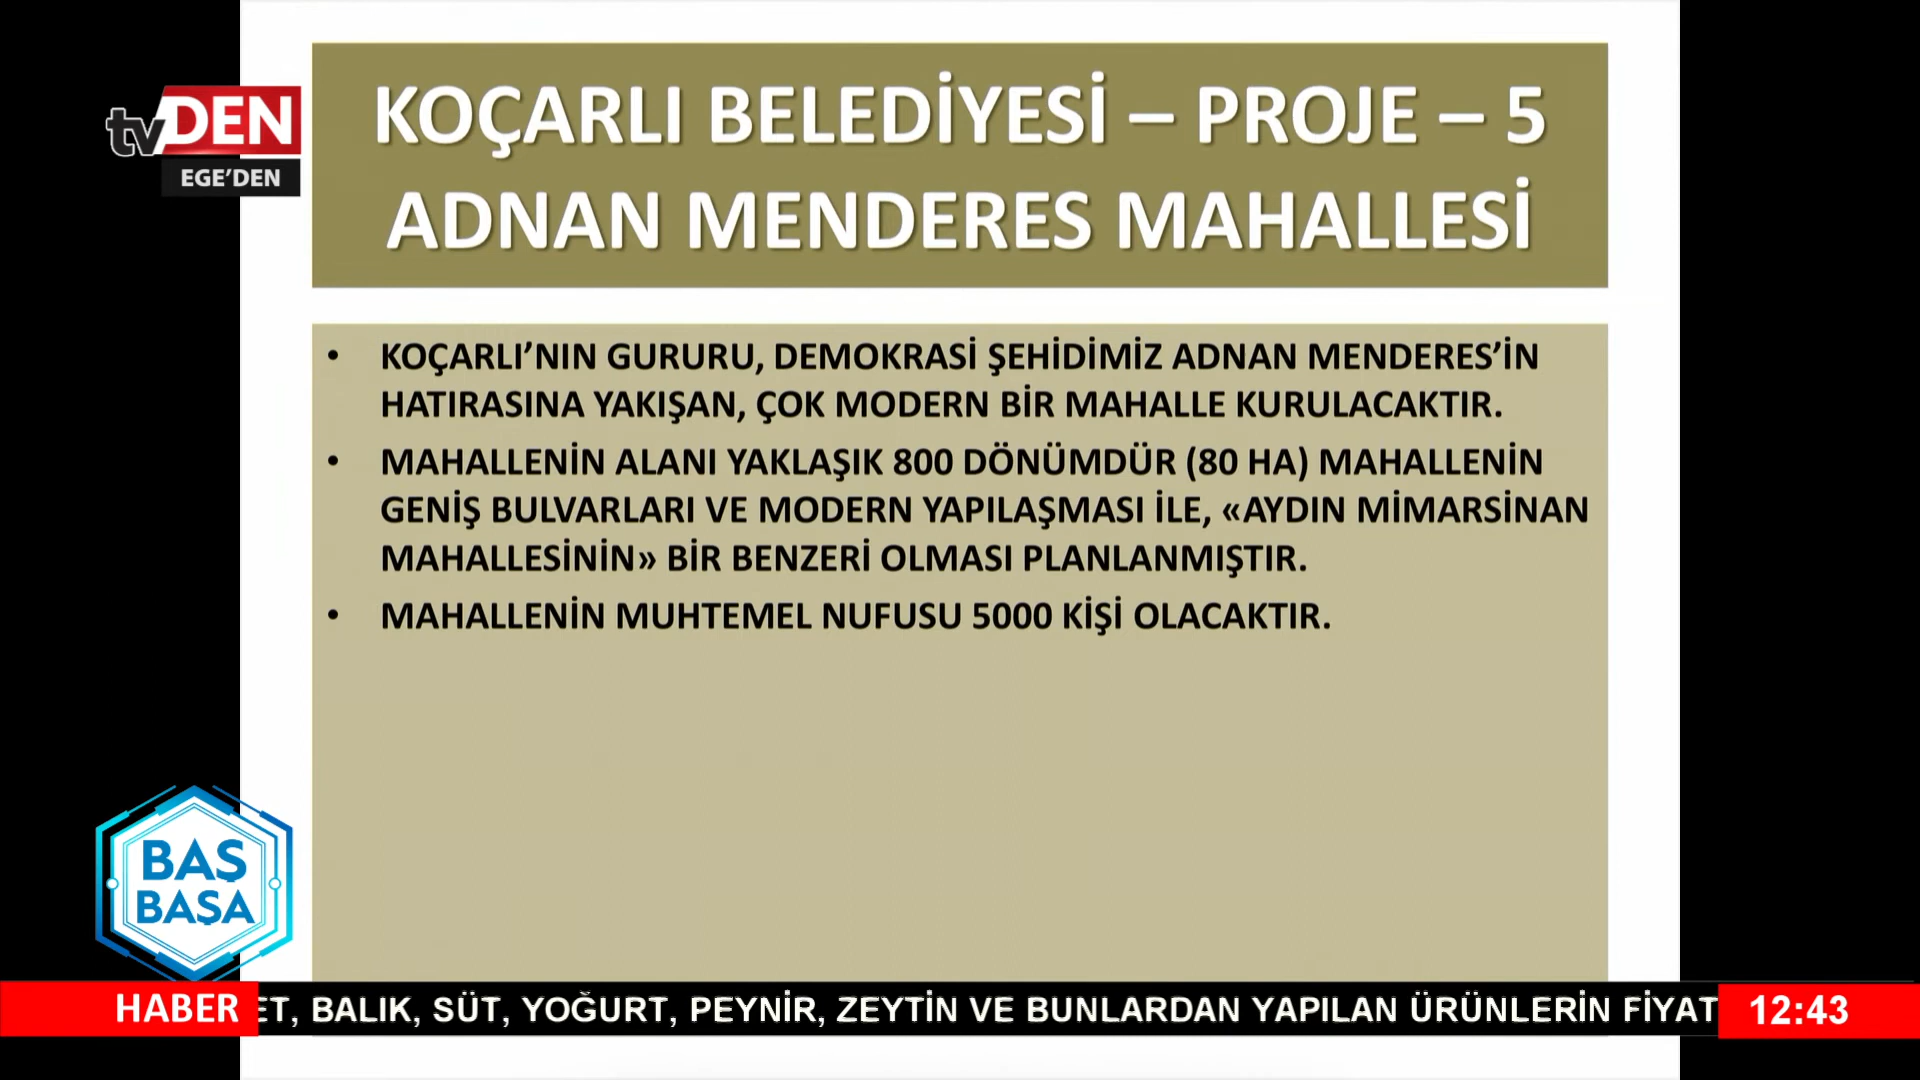 tvDEN
EGE'DEN
KOÇARLI BELEDİYESİ – PROJE – 5
ADNAN MENDERES MAHALLESİ
• KOÇARLI’NIN GURURU, DEMOKRASİ ŞEHİDİMİZ ADNAN MENDERES’İN
HATIRASINA YAKIŞAN, ÇOK MODERN BİR MAHALLE KURULACAKTIR.
• MAHALLENİN ALANI YAKLAŞIK 800 DÖNÜMDÜR (80 HA) MAHALLENİN
GENİŞ BULVARLARI VE MODERN YAPILAŞMASI İLE, «AYDIN MİMARSİNAN
MAHALLESİNİN» BİR BENZERİ OLMASI PLANLANMIŞTIR.
• MAHALLENİN MUHTEMEL NUFUSU 5000 KİŞİ OLACAKTIR.
BAŞ
BAŞA
HABER ET, BALIK, SÜT, YOĞURT, PEYNİR, ZEYTİN VE BUNLARDAN YAPILAN ÜRÜNLERİN FİYAT 12:43